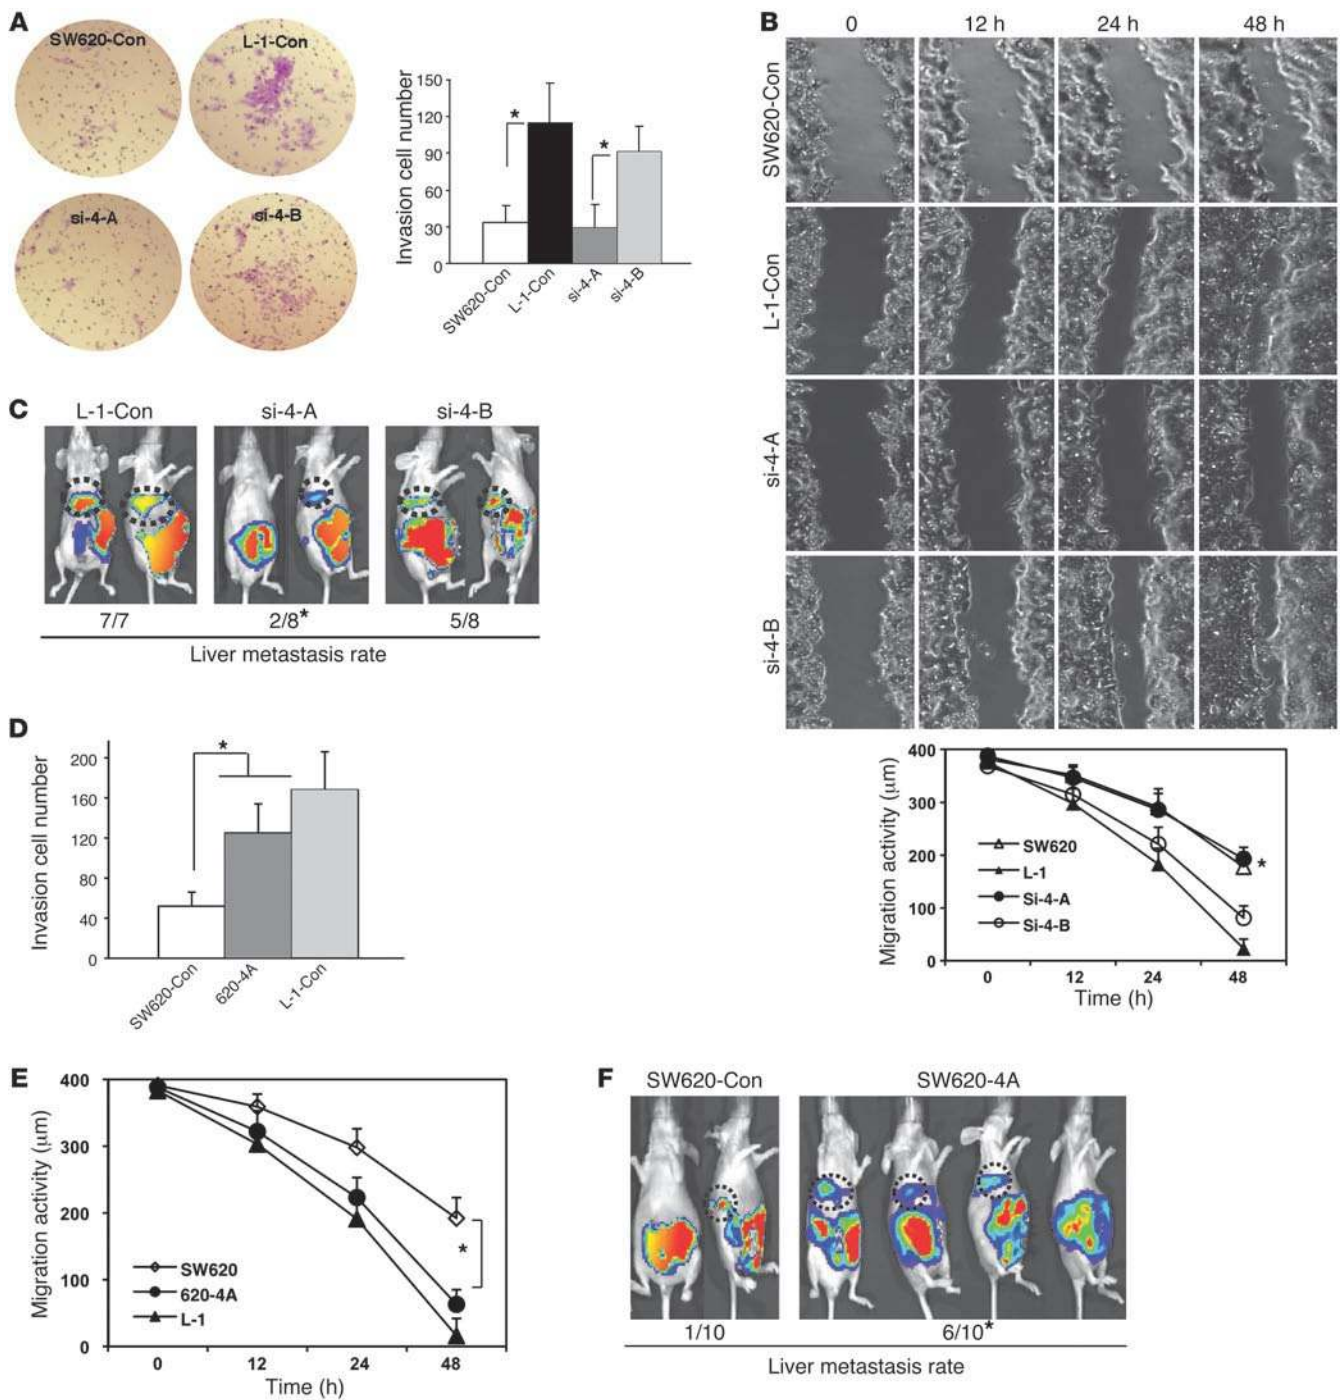 A
SW620-Con
L-1-Con
si-4-A
si-4-B
Invasion cell number
150
120
90
60
30
0
*
*
SW620-Con
L-1-Con
si-4-A
si-4-B
B
0
12 h
24 h
48 h
SW620-Con
L-1-Con
si-4-A
si-4-B
Migration activity (μm)
400
300
200
100
0
SW620
L-1
Si-4-A
Si-4-B
*
0
12
24
48
Time (h)
C
L-1-Con
si-4-A
si-4-B
7/7
2/8*
5/8
Liver metastasis rate
D
Invasion cell number
200
160
120
80
40
0
*
SW620-Con
620-4A
L-1-Con
E
Migration activity (μm)
400
300
200
100
0
SW620
620-4A
L-1
*
0
12
24
48
Time (h)
F
SW620-Con
SW620-4A
1/10
6/10*
Liver metastasis rate